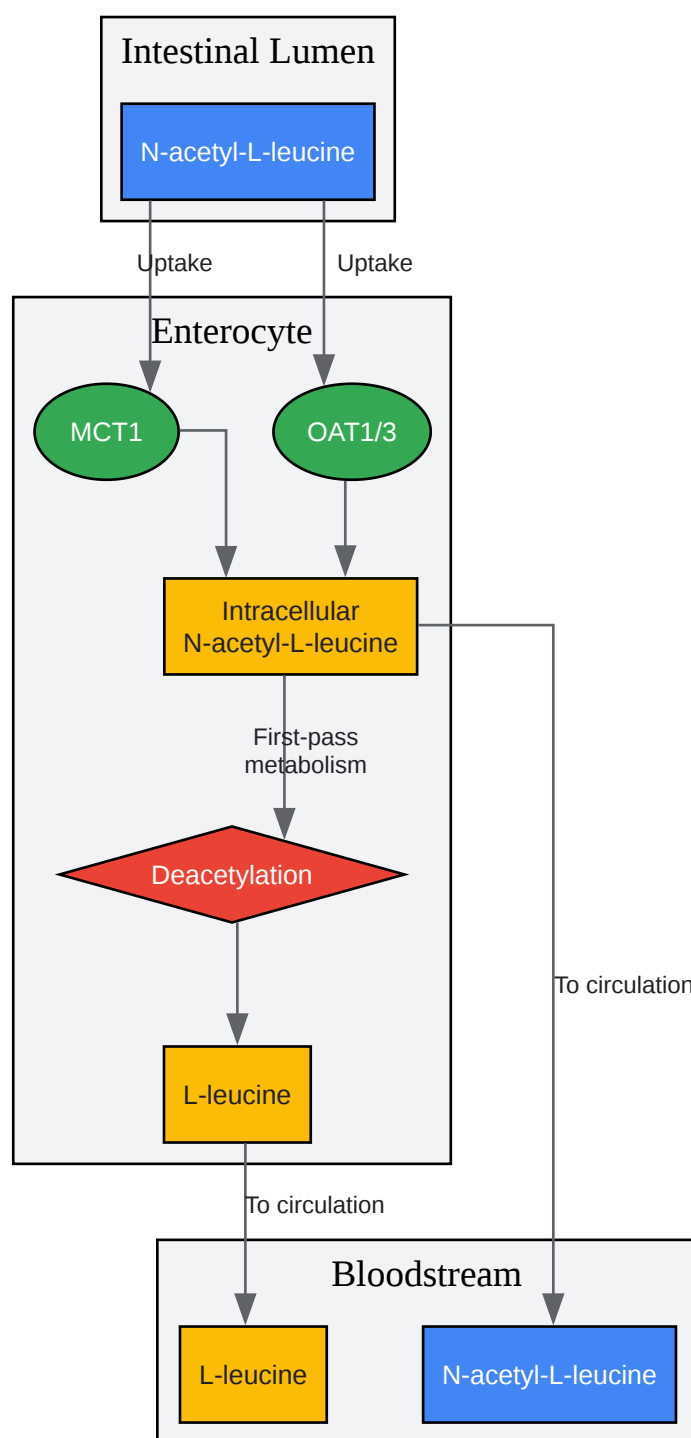 Intestinal Lumen
N-acetyl-L-leucine
Uptake
Uptake
Enterocyte
MCT1
OAT1/3
Intracellular
N-acetyl-L-leucine
First-pass
metabolism
Deacetylation
To circulation
L-leucine
To circulation
Bloodstream
L-leucine
N-acetyl-L-leucine